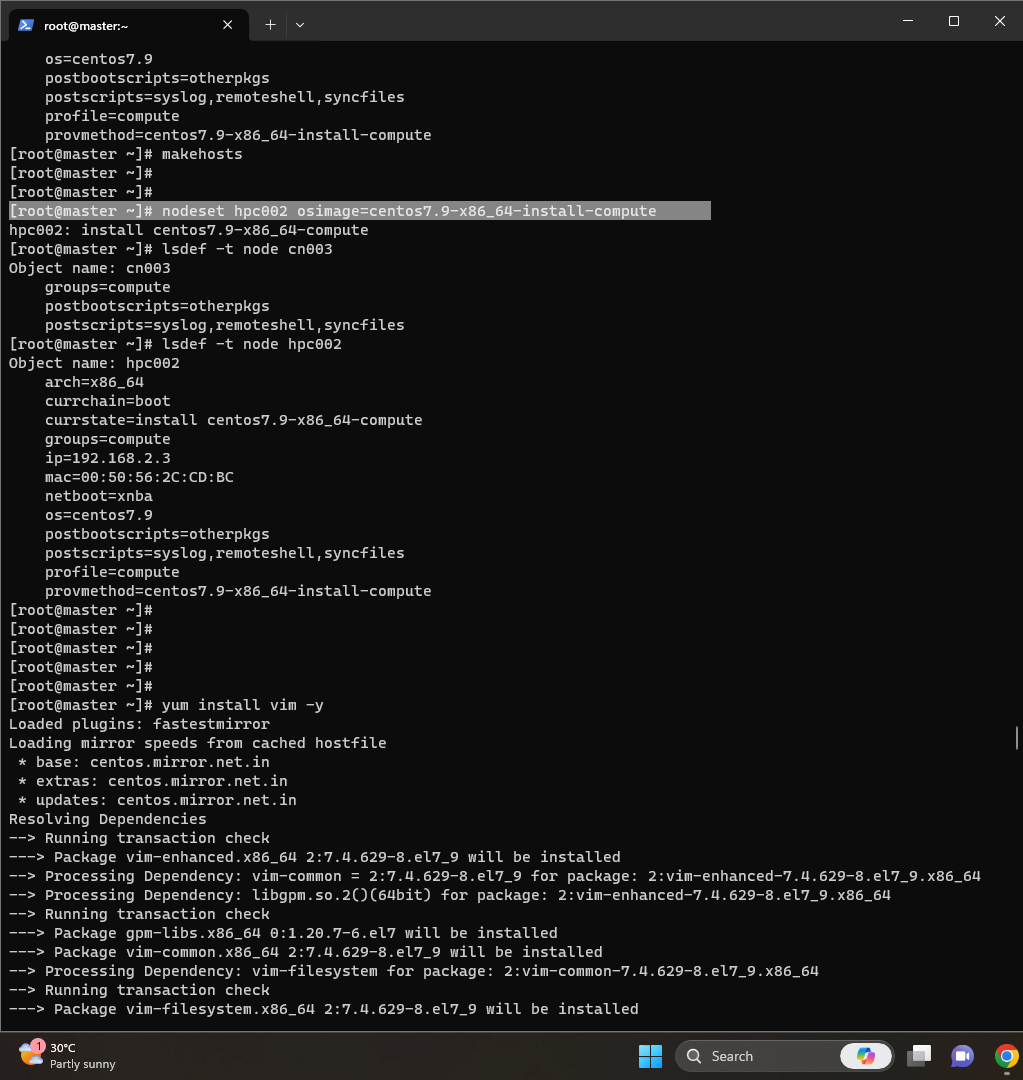 root@master:~
os=centos7.9
postbootscripts=otherpkgs
postscripts=syslog,remoteshell,syncfiles
profile=compute
provmethod=centos7.9-x86_64-install-compute
[root@master ~]# makehosts
[root@master ~]#
[root@master ~]#
[root@master ~]# nodeset hpc002 osimage=centos7.9-x86_64-install-compute
hpc002: install centos7.9-x86_64-compute
[root@master ~]# lsdef -t node cn003
Object name: cn003
groups=compute
postbootscripts=otherpkgs
postscripts=syslog,remoteshell,syncfiles
[root@master ~]# lsdef -t node hpc002
Object name: hpc002
arch=x86_64
currchain=boot
currstate=install centos7.9-x86_64-compute
groups=compute
ip=192.168.2.3
mac=00:50:56:2C:CD:BC
netboot=xnba
os=centos7.9
postbootscripts=otherpkgs
postscripts=syslog,remoteshell,syncfiles
profile=compute
provmethod=centos7.9-x86_64-install-compute
[root@master ~]#
[root@master ~]#
[root@master ~]#
[root@master ~]#
[root@master ~]#
[root@master ~]# yum install vim -y
Loaded plugins: fastestmirror
Loading mirror speeds from cached hostfile
* base: centos.mirror.net.in
* extras: centos.mirror.net.in
* updates: centos.mirror.net.in
Resolving Dependencies
--> Running transaction check
---> Package vim-enhanced.x86_64 2:7.4.629-8.el7_9 will be installed
--> Processing Dependency: vim-common = 2:7.4.629-8.el7_9 for package: 2:vim-enhanced-7.4.629-8.el7_9.x86_64
--> Processing Dependency: libgpm.so.2()(64bit) for package: 2:vim-enhanced-7.4.629-8.el7_9.x86_64
--> Running transaction check
---> Package gpm-libs.x86_64 0:1.20.7-6.el7 will be installed
---> Package vim-common.x86_64 2:7.4.629-8.el7_9 will be installed
--> Processing Dependency: vim-filesystem for package: 2:vim-common-7.4.629-8.el7_9.x86_64
--> Running transaction check
---> Package vim-filesystem.x86_64 2:7.4.629-8.el7_9 will be installed
1
30°C
Partly sunny
Search